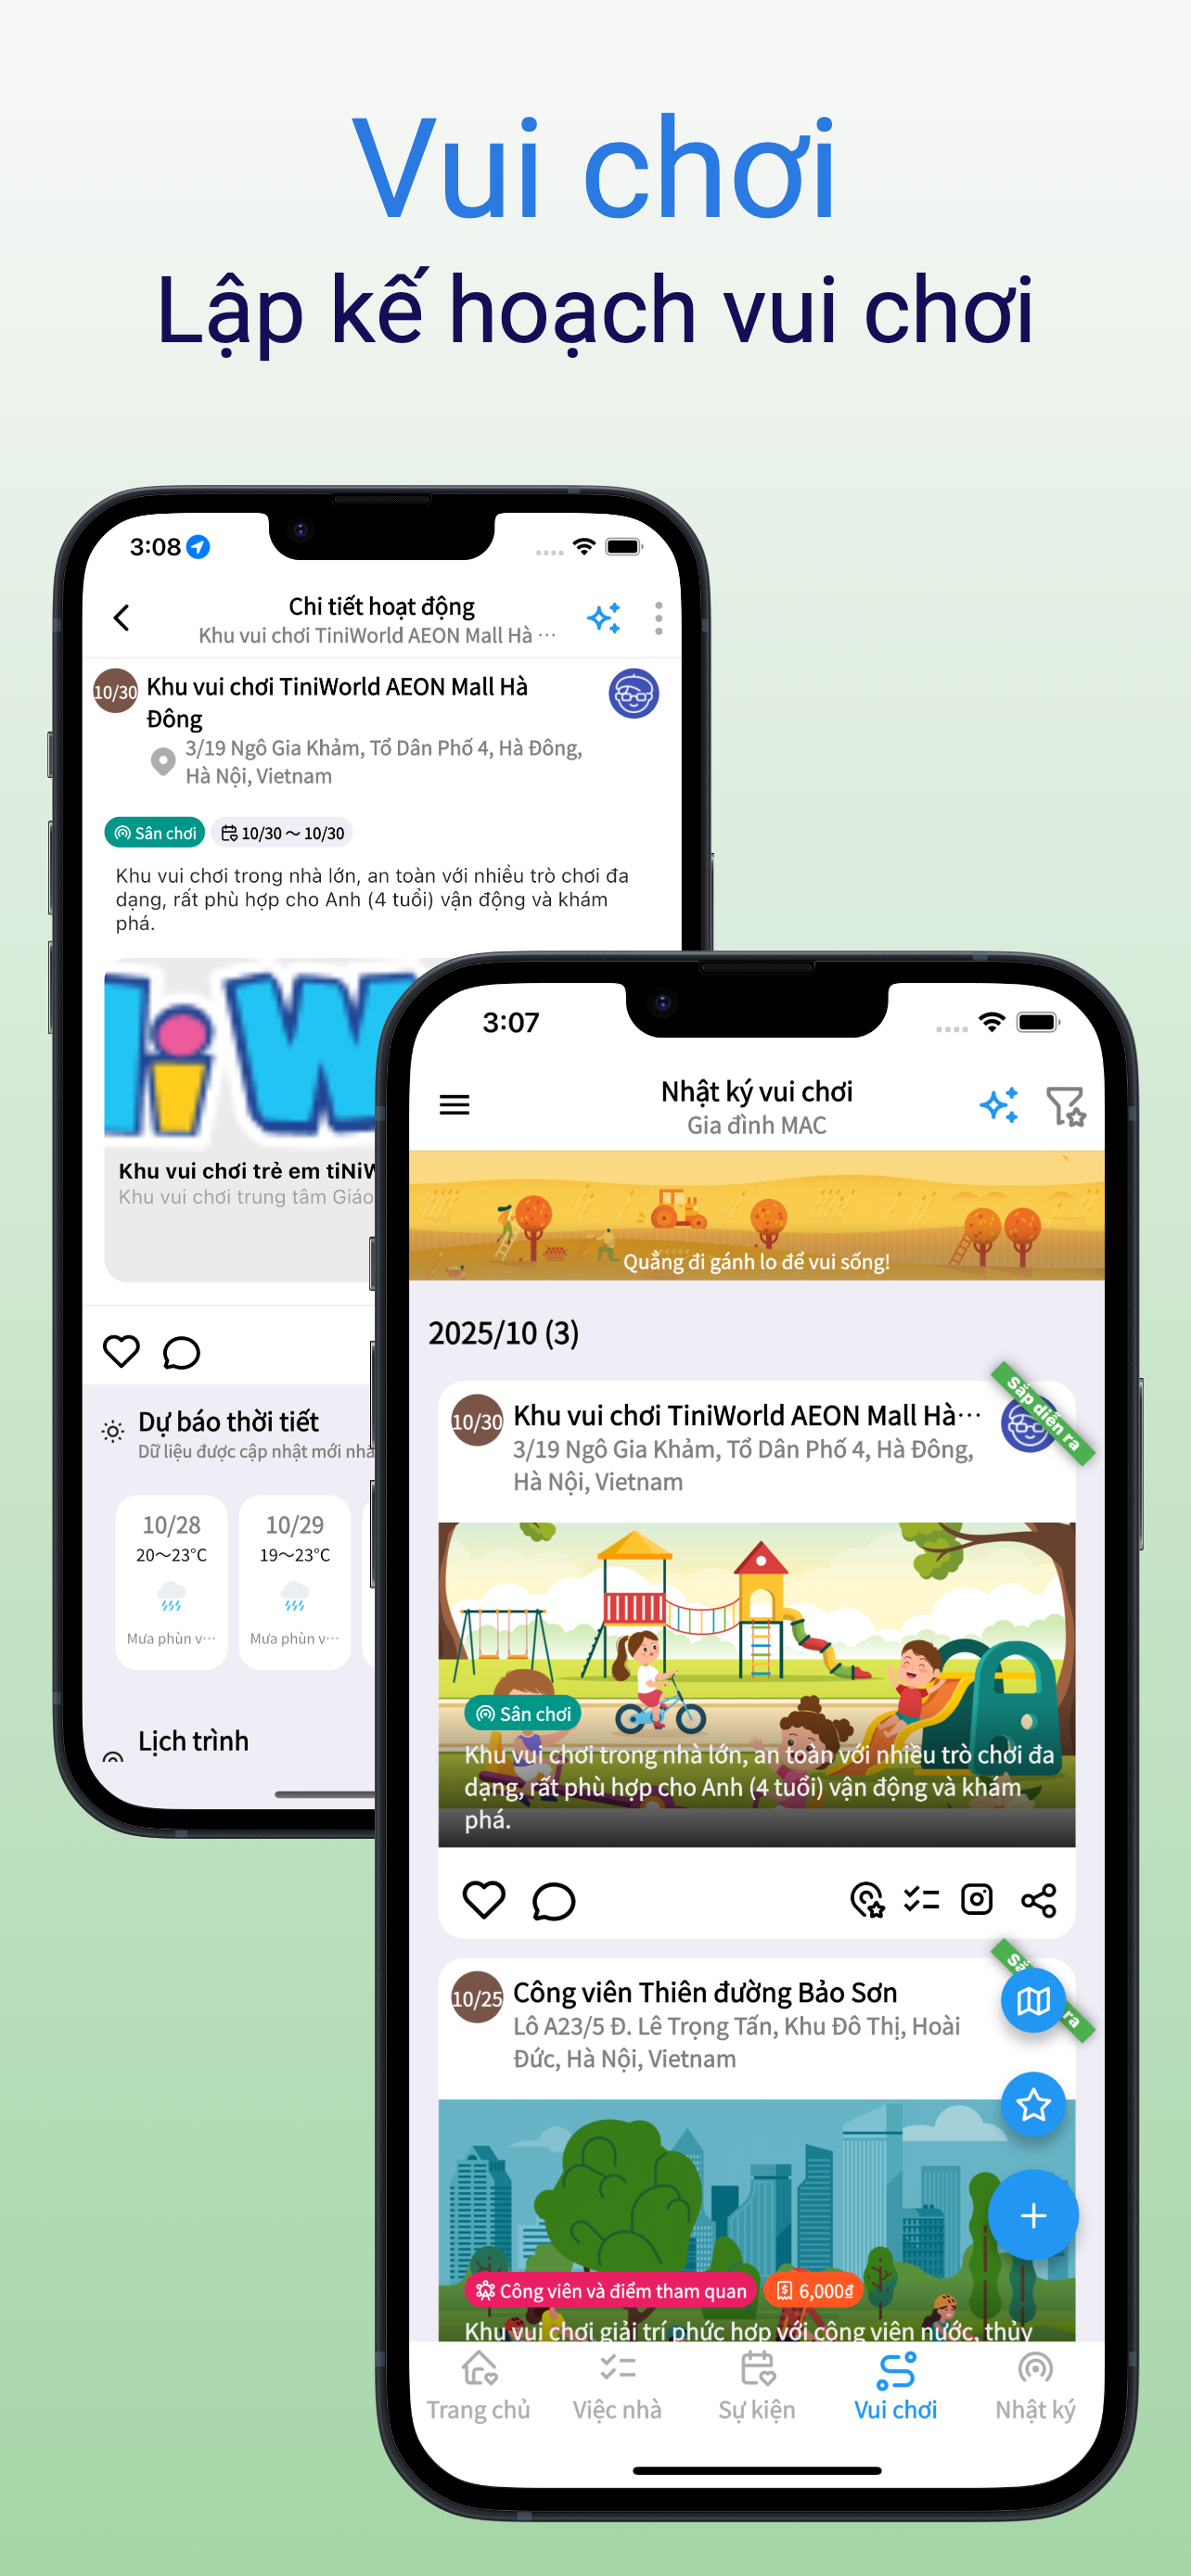 Vui chơi
Lập kế hoạch vui chơi
3:08
Chi tiết hoạt động
Khu vui chơi TiniWorld AEON Mall Hà ...
10/30
Khu vui chơi TiniWorld AEON Mall Hà
Đông
3/19 Ngô Gia Khảm, Tổ Dân Phố 4, Hà Đông,
Hà Nội, Vietnam
Sân chơi
10/30 ～ 10/30
Khu vui chơi trong nhà lớn, an toàn với nhiều trò chơi đa
dạng, rất phù hợp cho Anh (4 tuổi) vận động và khám
phá.
Khu vui chơi trẻ em tiNiW
Khu vui chơi trung tâm Giáo
Dự báo thời tiết
Dữ liệu được cập nhật mới nhấ
10/28
20～23°C
Mưa phùn v...
10/29
19～23°C
Mưa phùn v...
Lịch trình
3:07
Nhật ký vui chơi
Gia đình MAC
Quẳng đi gánh lo để vui sống!
2025/10 (3)
Sắp diễn ra
10/30
Khu vui chơi TiniWorld AEON Mall Hà...
3/19 Ngô Gia Khảm, Tổ Dân Phố 4, Hà Đông,
Hà Nội, Vietnam
Sân chơi
Khu vui chơi trong nhà lớn, an toàn với nhiều trò chơi đa
dạng, rất phù hợp cho Anh (4 tuổi) vận động và khám
phá.
10/25
Công viên Thiên đường Bảo Sơn
Lô A23/5 Đ. Lê Trọng Tấn, Khu Đô Thị, Hoài
Đức, Hà Nội, Vietnam
ra
Công viên và điểm tham quan
6,000₫
Khu vui chơi giải trí phức hợp với công viên nước, thủy
Trang chủ
Việc nhà
Sự kiện
Vui chơi
Nhật ký